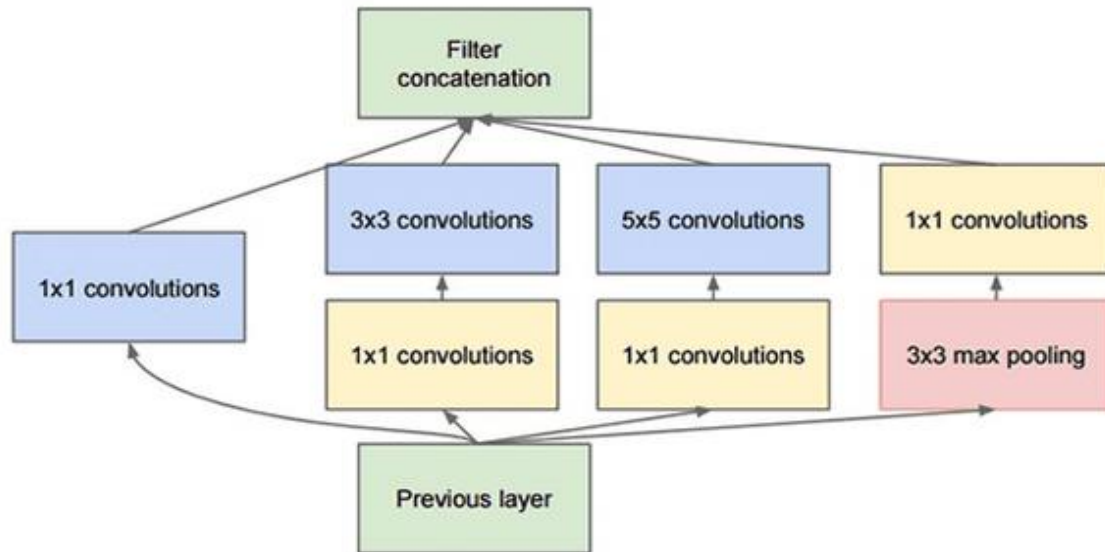 Filter
concatenation
3x3 convolutions
5x5 convolutions
1x1 convolutions
1x1 convolutions
1x1 convolutions
1x1 convolutions
3x3 max pooling
Previous layer